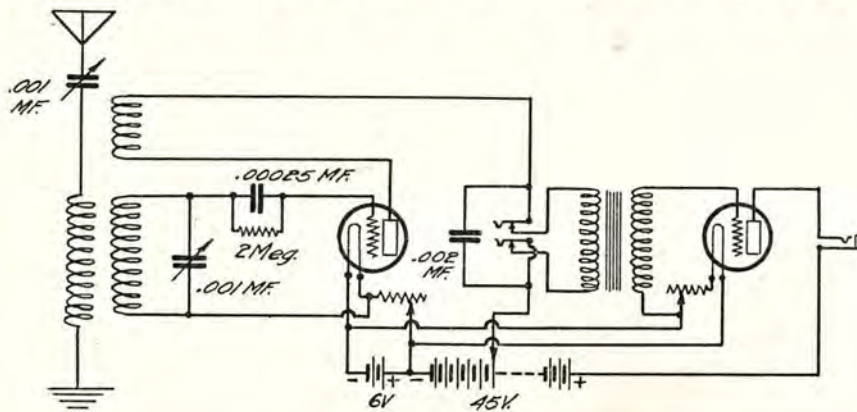 .001
MF.
.00025 MF.
2 Meg.
.001 MF.
.002
MF.
- + - +
6V 45V.